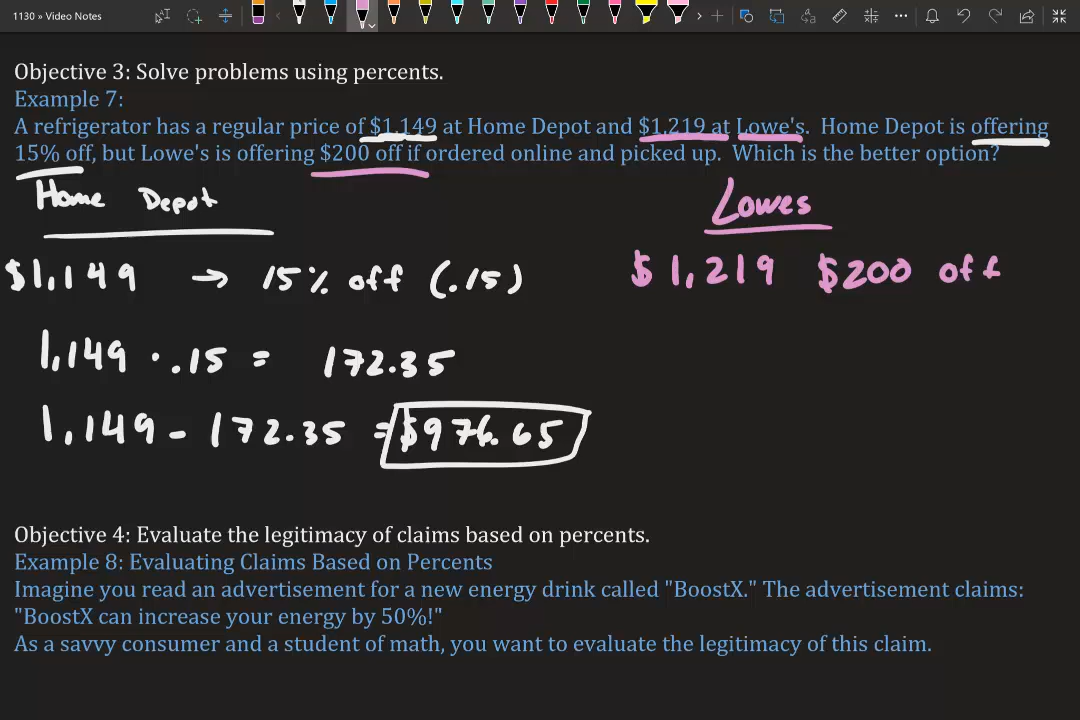 1130 » Video Notes
Objective 3: Solve problems using percents.
Example 7:
A refrigerator has a regular price of $1,149 at Home Depot and $1,219 at Lowe's.  Home Depot is offering
15% off, but Lowe's is offering $200 off if ordered online and picked up.  Which is the better option?
Home Depot
Lowes
$1,149 → 15% off (.15)
$1,219 $200 off
1,149 · .15 = 172.35
1,149 - 172.35 = $976.65
Objective 4: Evaluate the legitimacy of claims based on percents.
Example 8: Evaluating Claims Based on Percents
Imagine you read an advertisement for a new energy drink called "BoostX." The advertisement claims:
"BoostX can increase your energy by 50%!"
As a savvy consumer and a student of math, you want to evaluate the legitimacy of this claim.